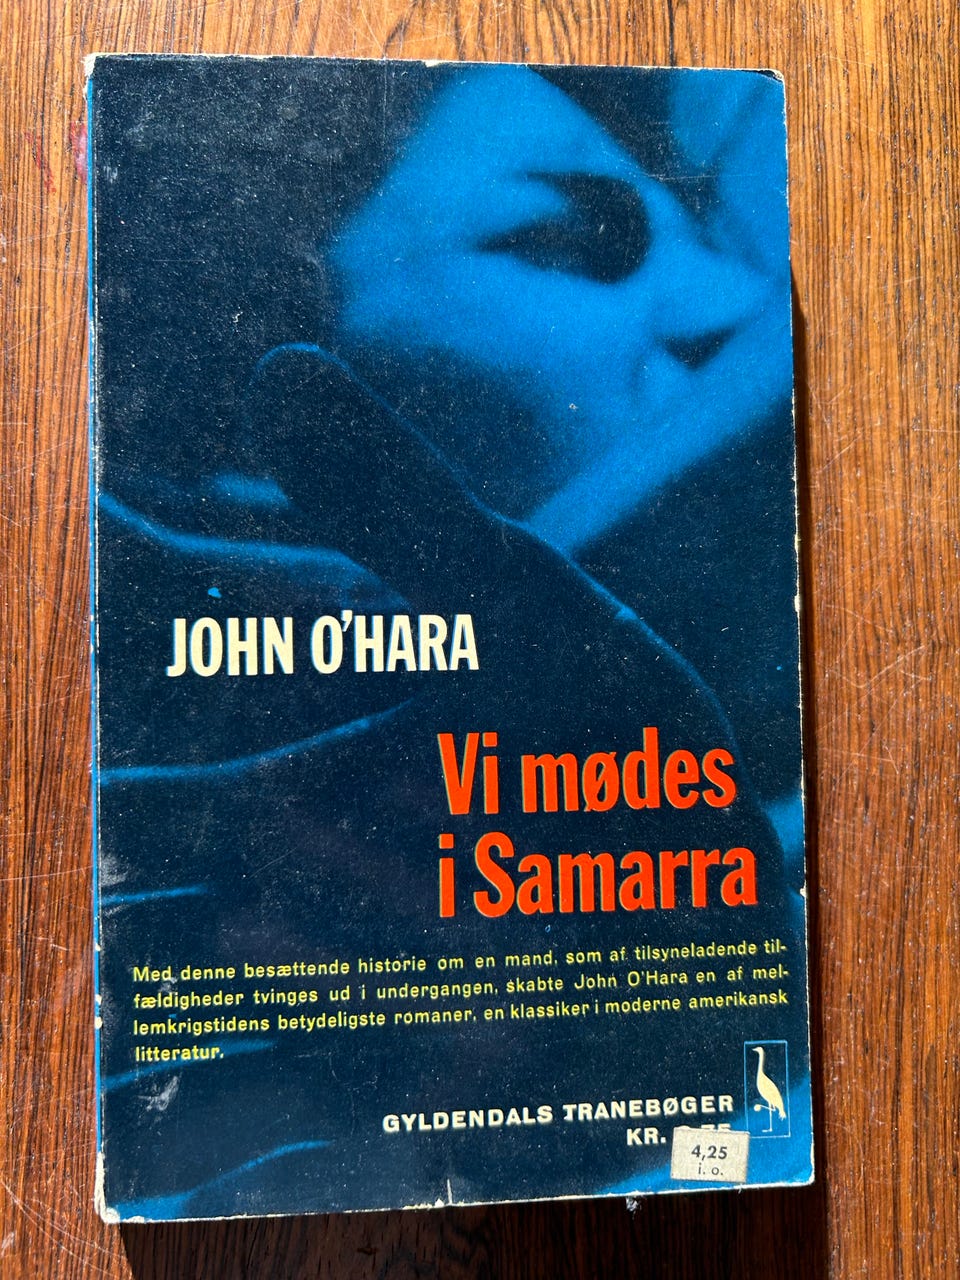 JOHN O'HARA
Vi mødes
i Samarra
Med denne besættende historie om en mand, som af tilsyneladende til-
fældigheder tvinges ud i undergangen, skabte John O'Hara en af mel-
lemkrigstidens betydeligste romaner, en klassiker i moderne amerikansk
litteratur.
GYLDENDALS TRANEBØGER
KR.
4,25
i. o.